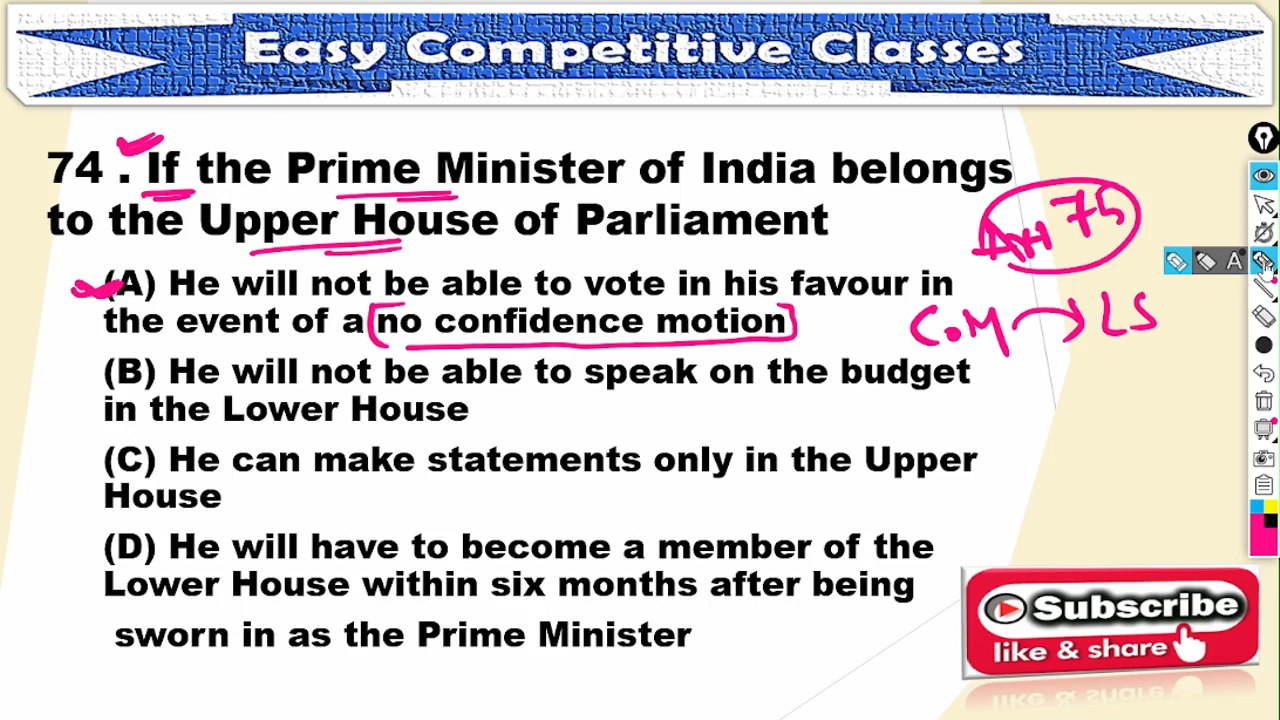 Easy Competitive Classes
74 . If the Prime Minister of India belongs
to the Upper House of Parliament
Art 75
(A) He will not be able to vote in his favour in
the event of a no confidence motion
COM → LS
(B) He will not be able to speak on the budget
in the Lower House
(C) He can make statements only in the Upper
House
(D) He will have to become a member of the
Lower House within six months after being
sworn in as the Prime Minister
Subscribe
like & share